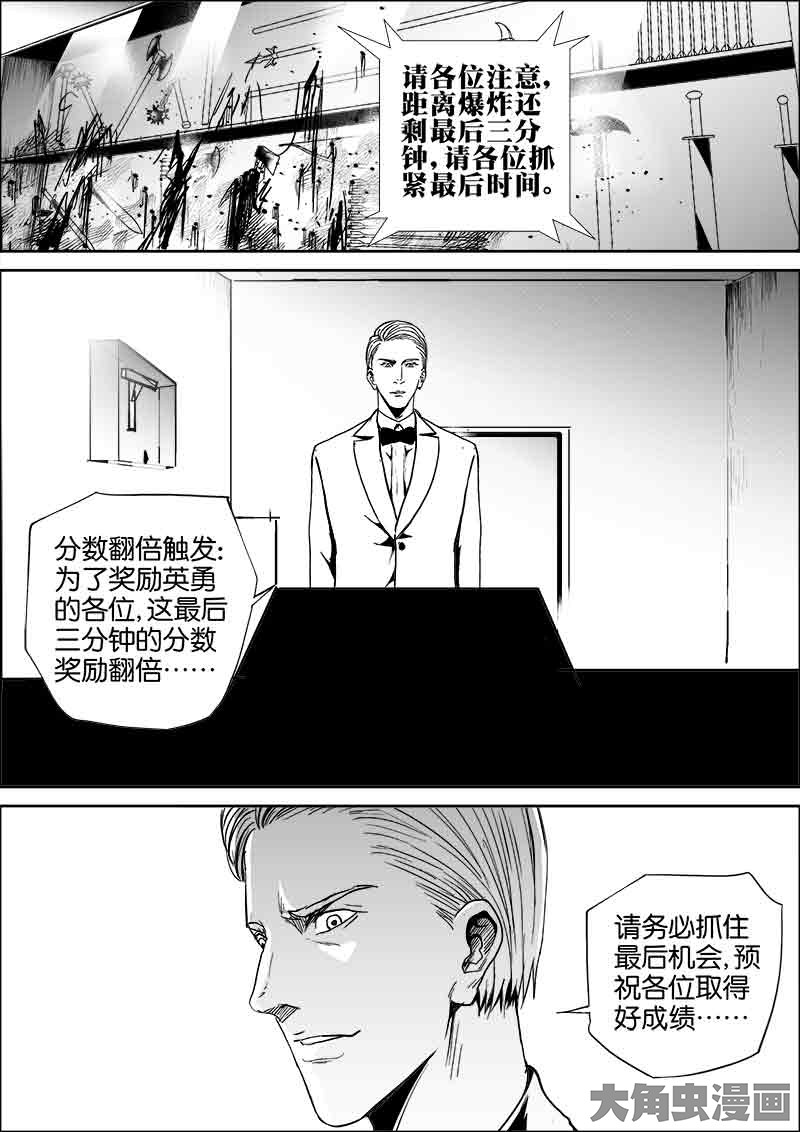 请各位注意，
距离爆炸还
剩最后三分
钟，请各位抓
紧最后时间。
分数翻倍触发：
为了奖励英勇
的各位，这最后
三分钟的分数
奖励翻倍……
请务必抓住
最后机会，预
祝各位取得
好成绩……
大角虫漫画